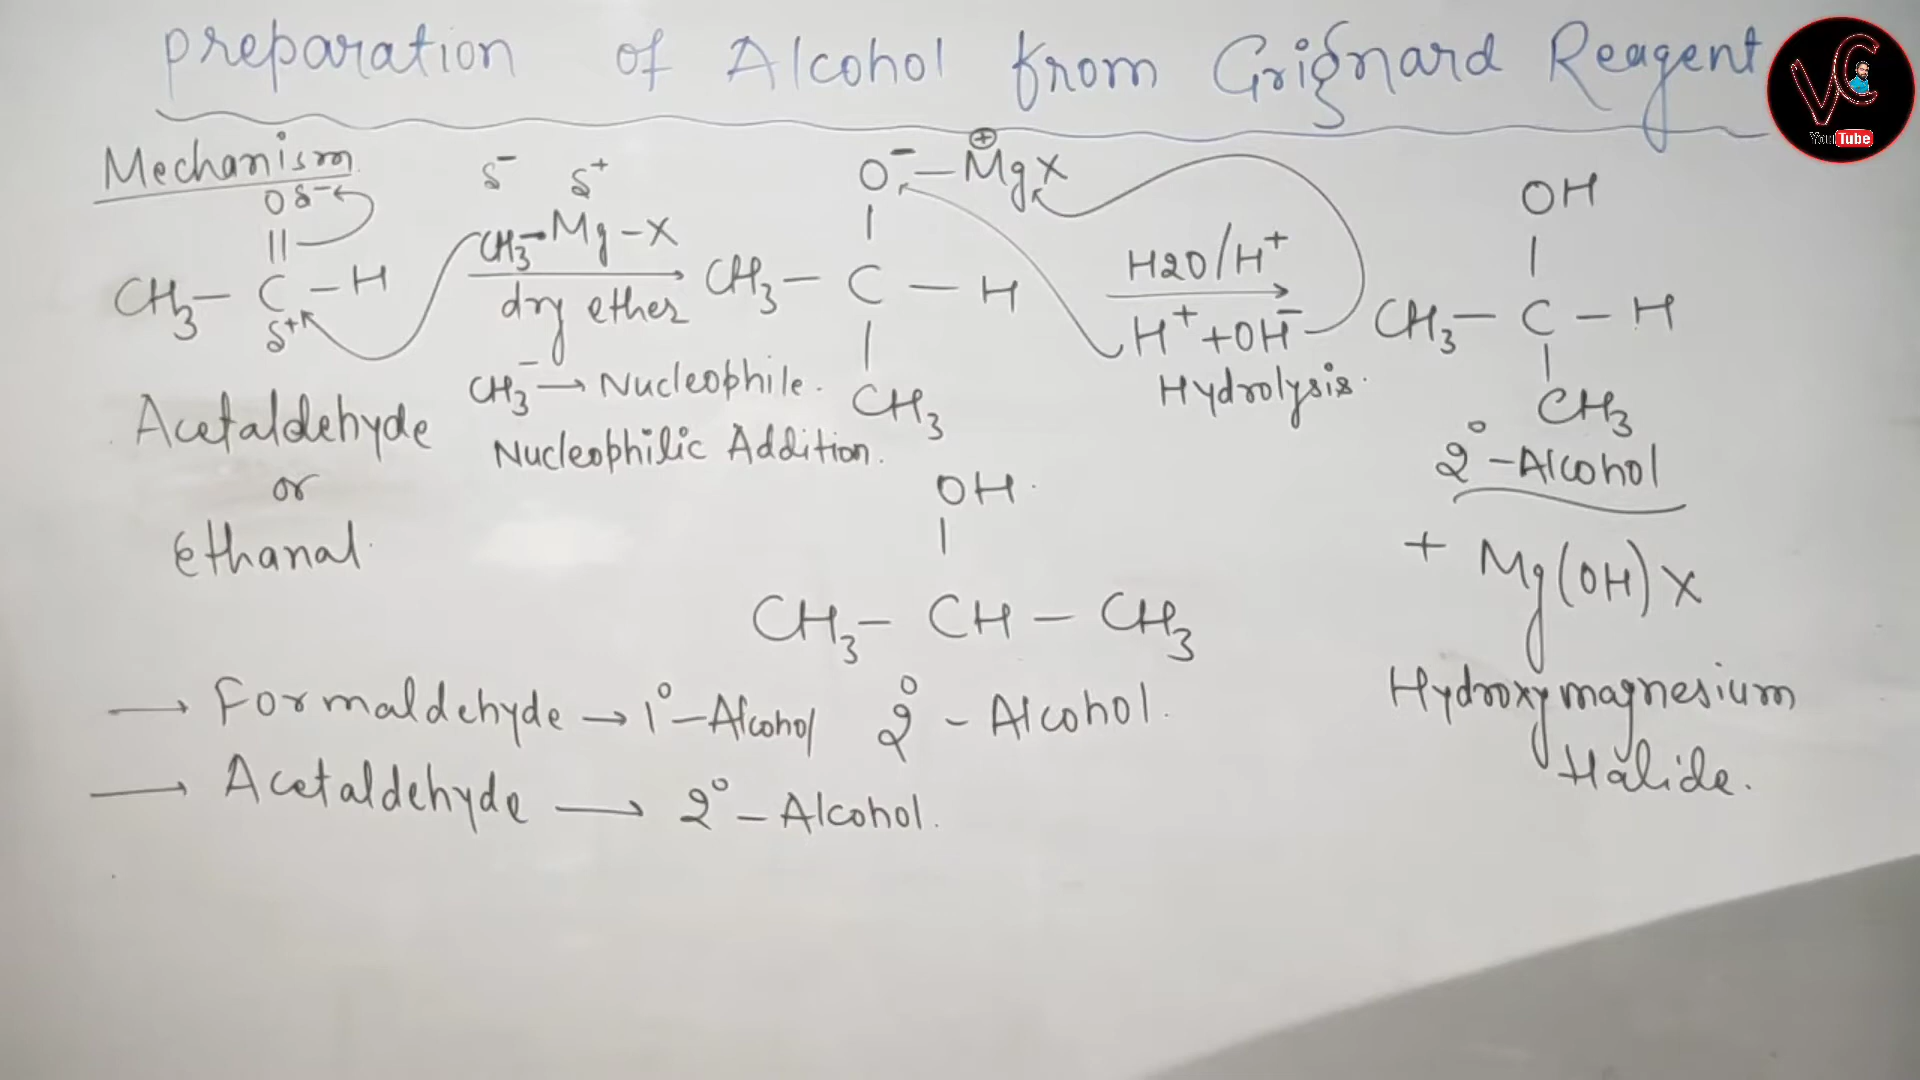 preparation of Alcohol from Grignard Reagent
VC
YouTube
Mechanism
O δ-
||
CH3 - C - H
δ+
Acetaldehyde
or
Ethanal
δ- δ+
CH3 - Mg - X
dry ether
CH3- → Nucleophile.
Nucleophilic Addition.
O- - Mg⊕X
|
CH3 - C - H
|
CH3
H2O/H+
H+ + OH-
Hydrolysis.
OH
|
CH3 - C - H
|
CH3
2° - Alcohol
+ Mg(OH)X
Hydroxymagnesium
Halide.
OH
|
CH3 - CH - CH3
2° - Alcohol.
→ Formaldehyde → 1° - Alcohol
→ Acetaldehyde → 2° - Alcohol.